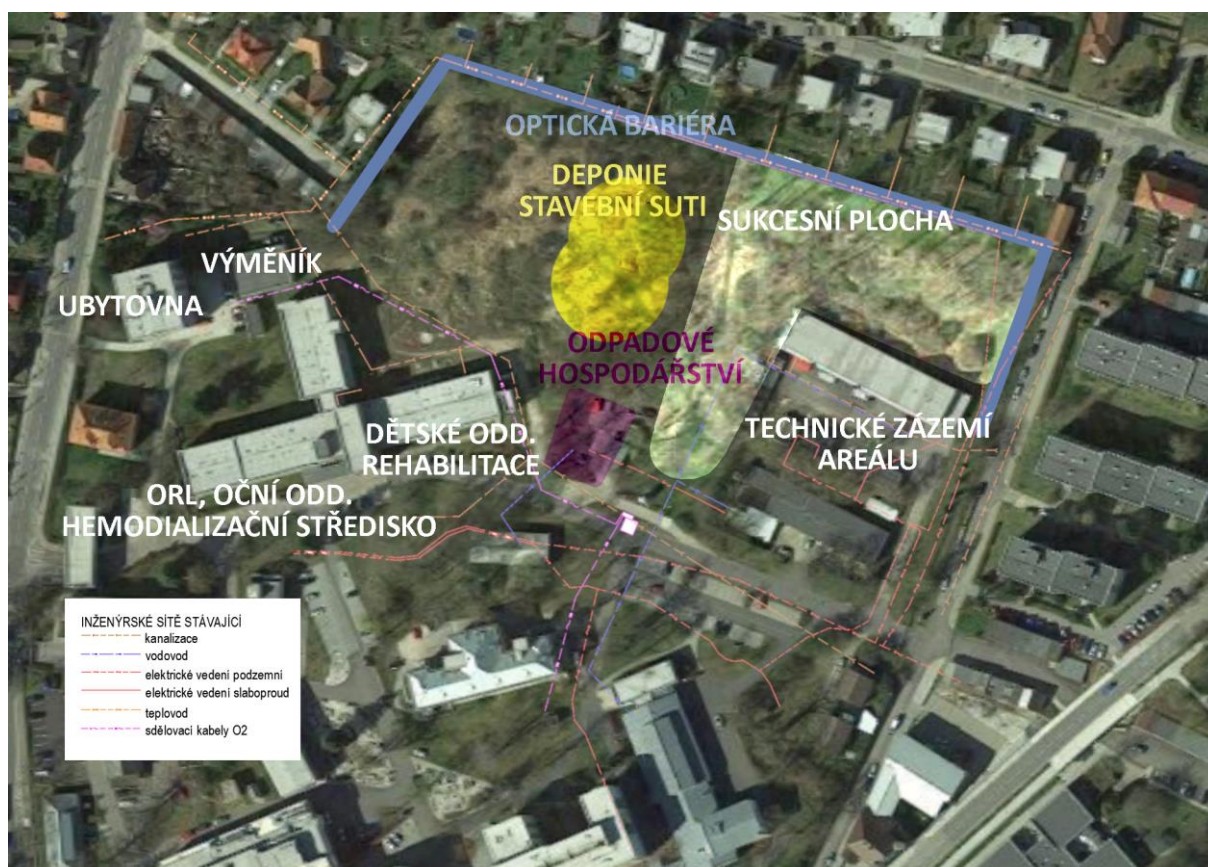 OPTICKÁ BARIÉRA
DEPONIE
STAVEBNÍ SUTI
SUKCESNÍ PLOCHA
VÝMĚNÍK
UBYTOVNA
ODPADOVÉ
HOSPODÁŘSTVÍ
DĚTSKÉ ODD.
REHABILITACE
TECHNICKÉ ZÁZEMÍ
AREÁLU
ORL, OČNÍ ODD.
HEMODIALIZAČNÍ STŘEDISKO
INŽENÝRSKÉ SÍTĚ STÁVAJÍCÍ
kanalizace
vodovod
elektrické vedení podzemní
elektrické vedení slaboproud
teplovod
sdělovací kabely O2